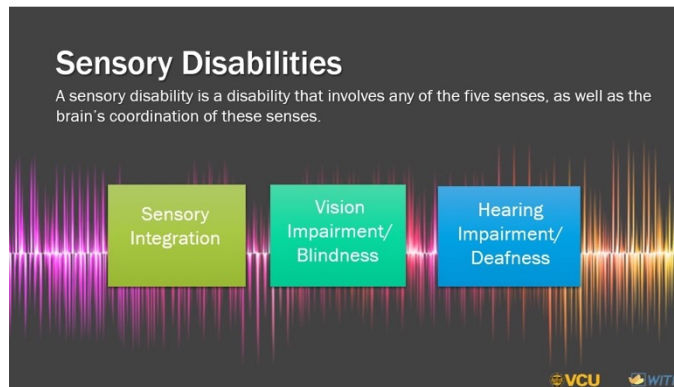 Sensory Disabilities
A sensory disability is a disability that involves any of the five senses, as well as the
brain's coordination of these senses.
Sensory
Integration
Vision
Impairment/
Blindness
Hearing
Impairment/
Deafness
VCU